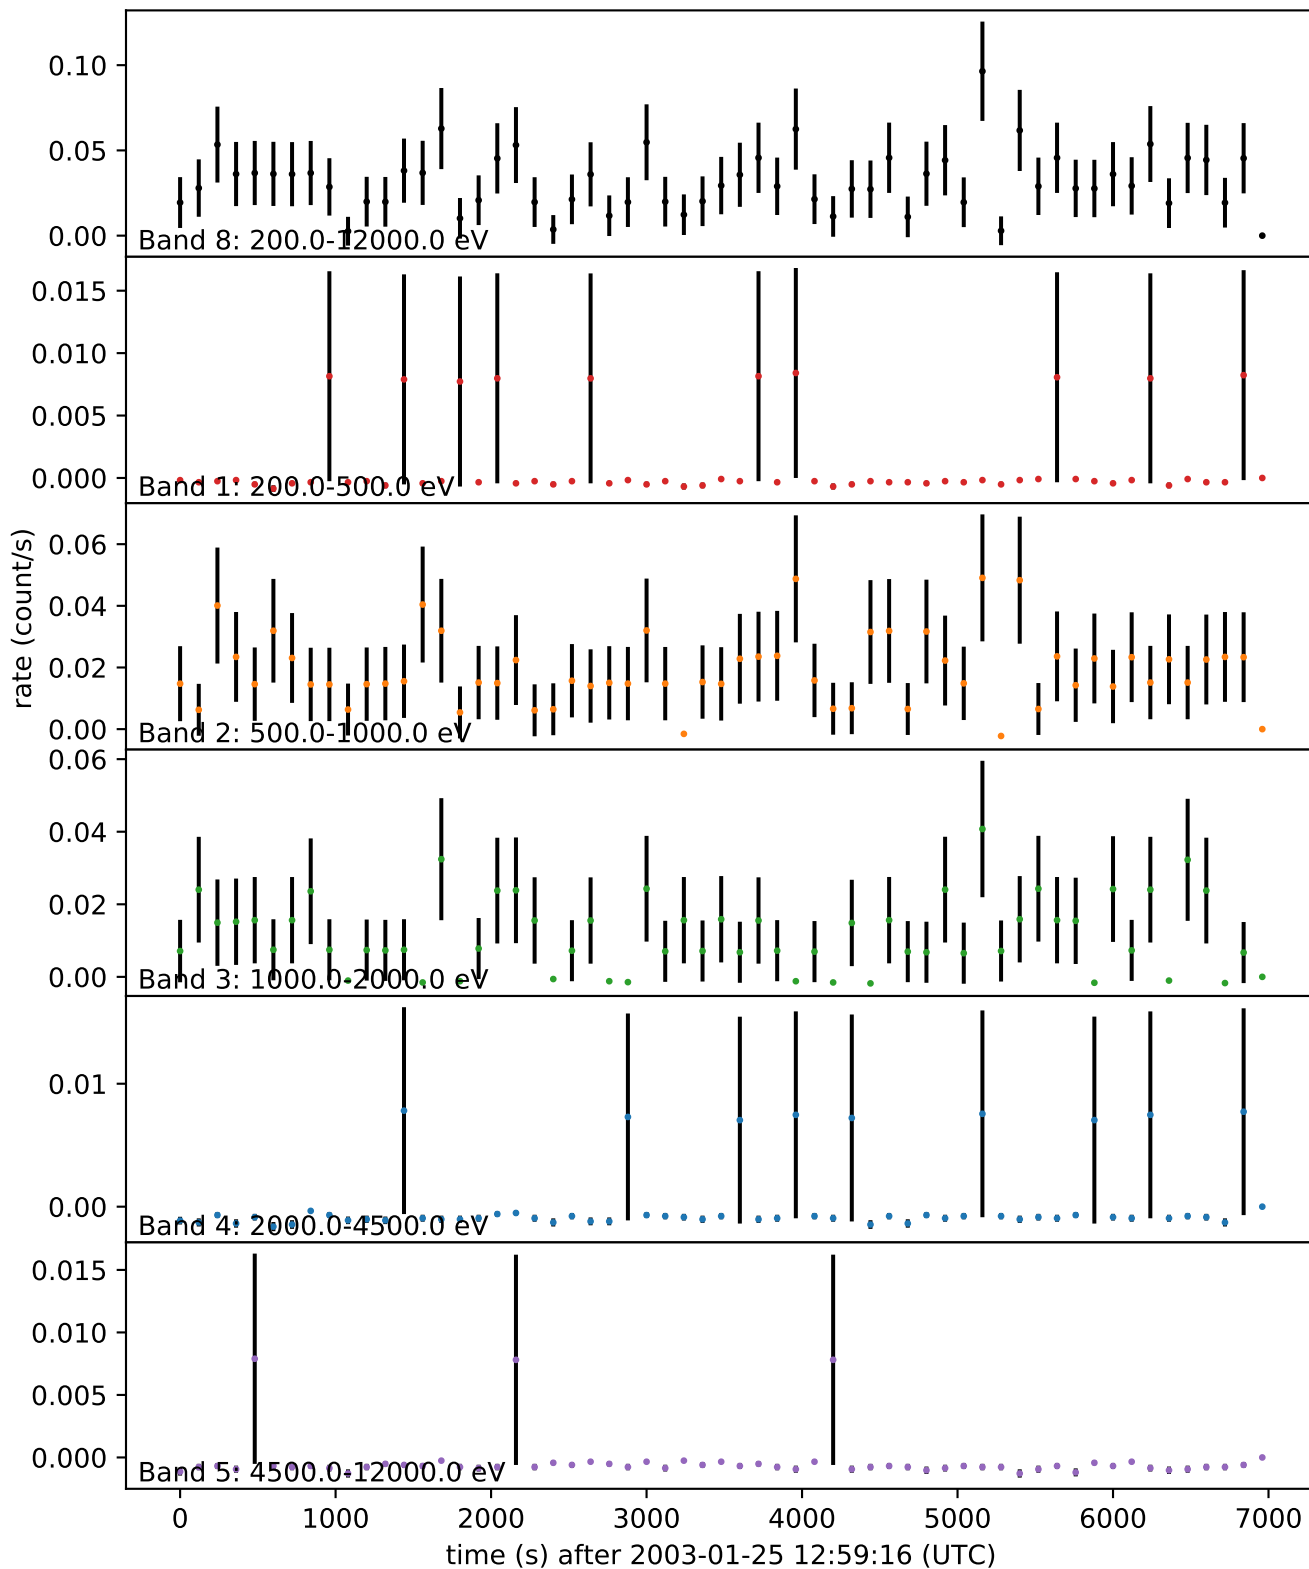 0.10
0.05
0.00
Band 8: 200.0-12000.0 eV
0.015
0.010
0.005
0.000
Band 1: 200.0-500.0 eV
0.06
0.04
0.02
0.00
Band 2: 500.0-1000.0 eV
rate (count/s)
0.06
0.04
0.02
0.00
Band 3: 1000.0-2000.0 eV
0.01
0.00
Band 4: 2000.0-4500.0 eV
0.015
0.010
0.005
0.000
Band 5: 4500.0-12000.0 eV
0 1000 2000 3000 4000 5000 6000 7000
time (s) after 2003-01-25 12:59:16 (UTC)